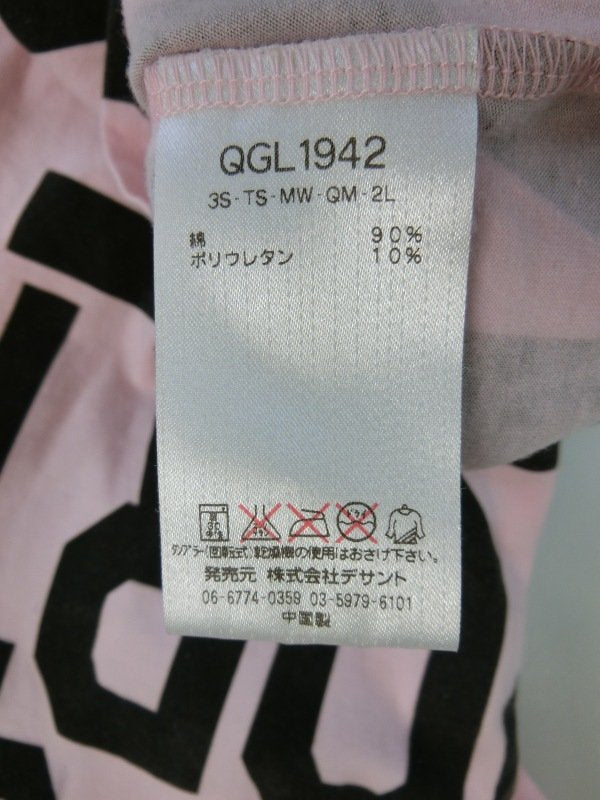 QGL1942
3S-TS-MW-QM-2L
綿 90%
ポリウレタン 10%
タンブラー(回転式)乾燥機の使用はおさけ下さい。
発売元 株式会社デサント
06-6774-0359 03-5979-6101
中国製